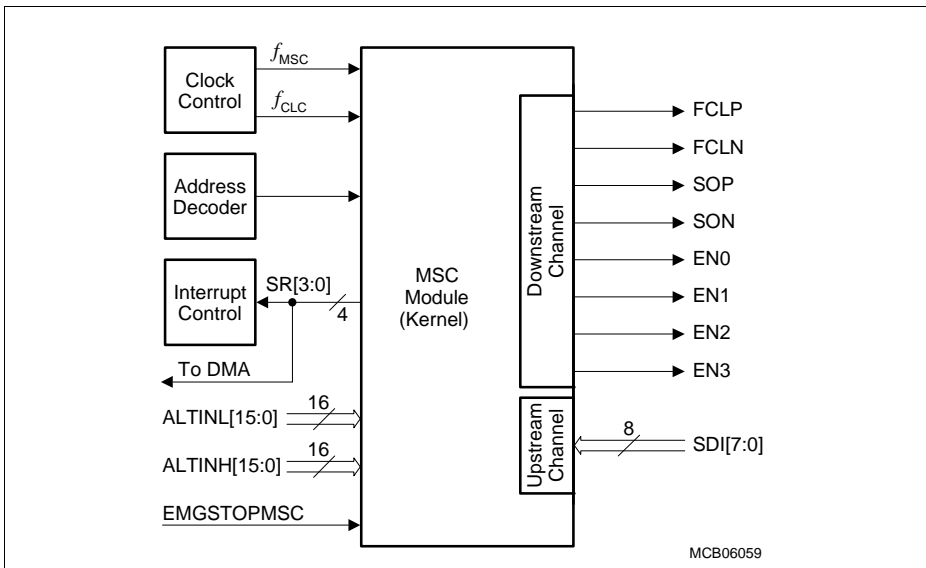 Clock
Control
fMSC
fCLC
Address
Decoder
Interrupt
Control
SR[3:0]
4
To DMA
ALTINL[15:0]
16
ALTINH[15:0]
16
EMGSTOPMSC
MSC
Module
(Kernel)
Downstream
Channel
Upstream
Channel
FCLP
FCLN
SOP
SON
EN0
EN1
EN2
EN3
8
SDI[7:0]
MCB06059